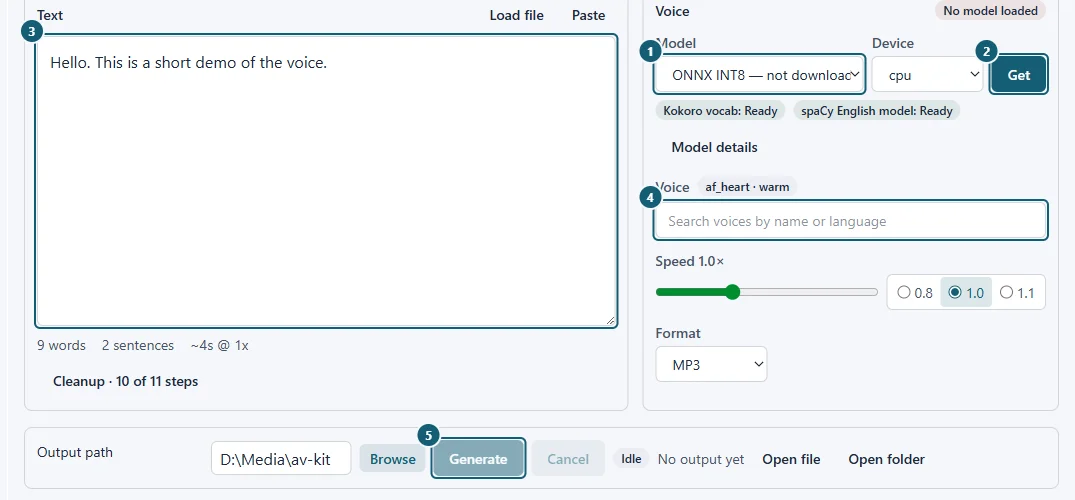 Text Load file Paste
3
Hello. This is a short demo of the voice.
9 words 2 sentences ~4s @ 1x
Cleanup · 10 of 11 steps
Voice No model loaded
Model Device
1 2
ONNX INT8 — not downloac cpu Get
Kokoro vocab: Ready spaCy English model: Ready
Model details
Voice af_heart · warm
4
Search voices by name or language
Speed 1.0×
0.8 1.0 1.1
Format
MP3
5
Output path D:\Media\av-kit Browse Generate Cancel Idle No output yet Open file Open folder